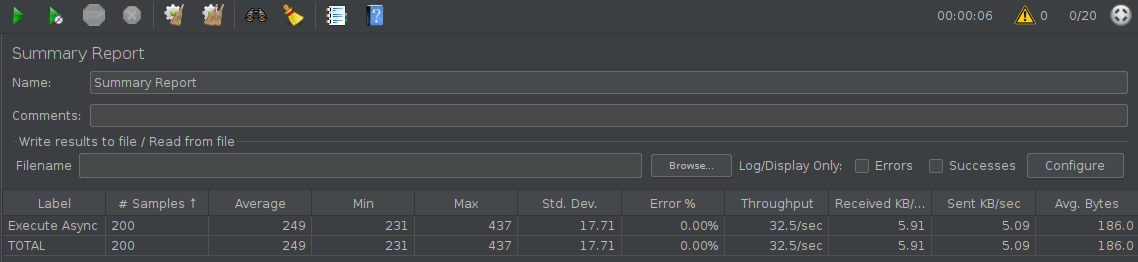 STOP 00:00:06 0 0/20
Summary Report
Name: Summary Report
Comments:
Write results to file / Read from file
Filename Browse... Log/Display Only: Errors Successes Configure
Label # Samples ↑ Average Min Max Std. Dev. Error % Throughput Received KB/... Sent KB/sec Avg. Bytes
Execute Async 200 249 231 437 17.71 0.00% 32.5/sec 5.91 5.09 186.0
TOTAL 200 249 231 437 17.71 0.00% 32.5/sec 5.91 5.09 186.0